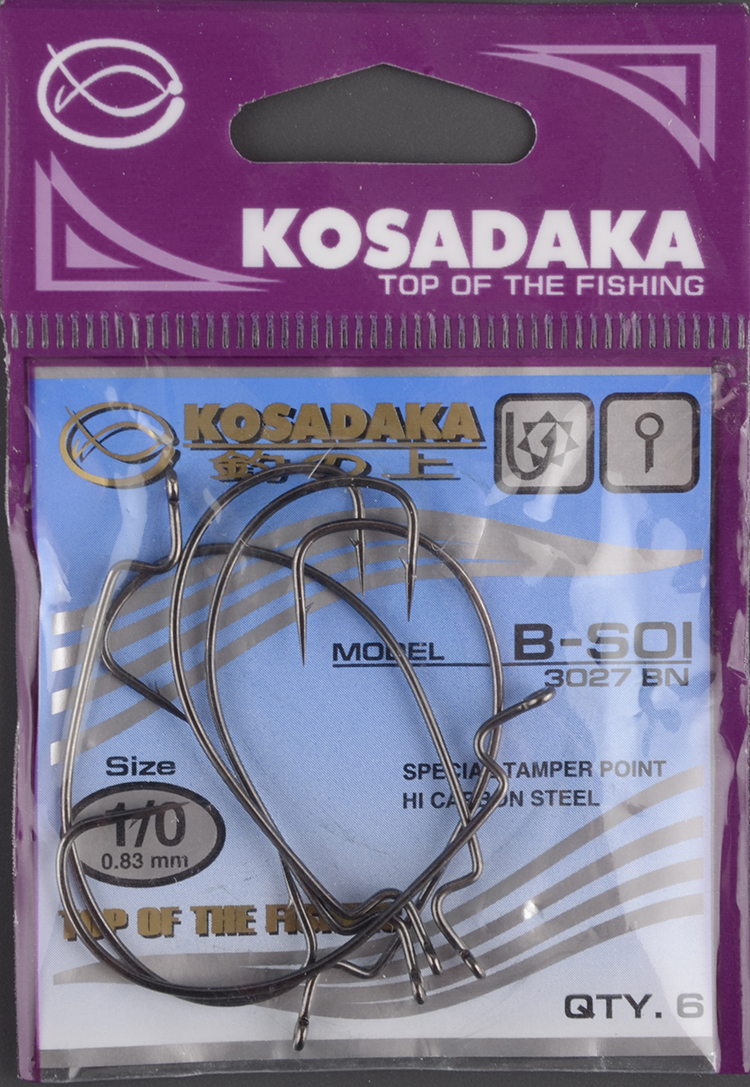 KOSADAKA
TOP OF THE FISHING
KOSADAKA
釣の上
MODEL B-SOI
3027 BN
Size
1/0
0.83 mm
SPECIAL TAMPER POINT
HI CARBON STEEL
TOP OF THE FISHING
QTY. 6